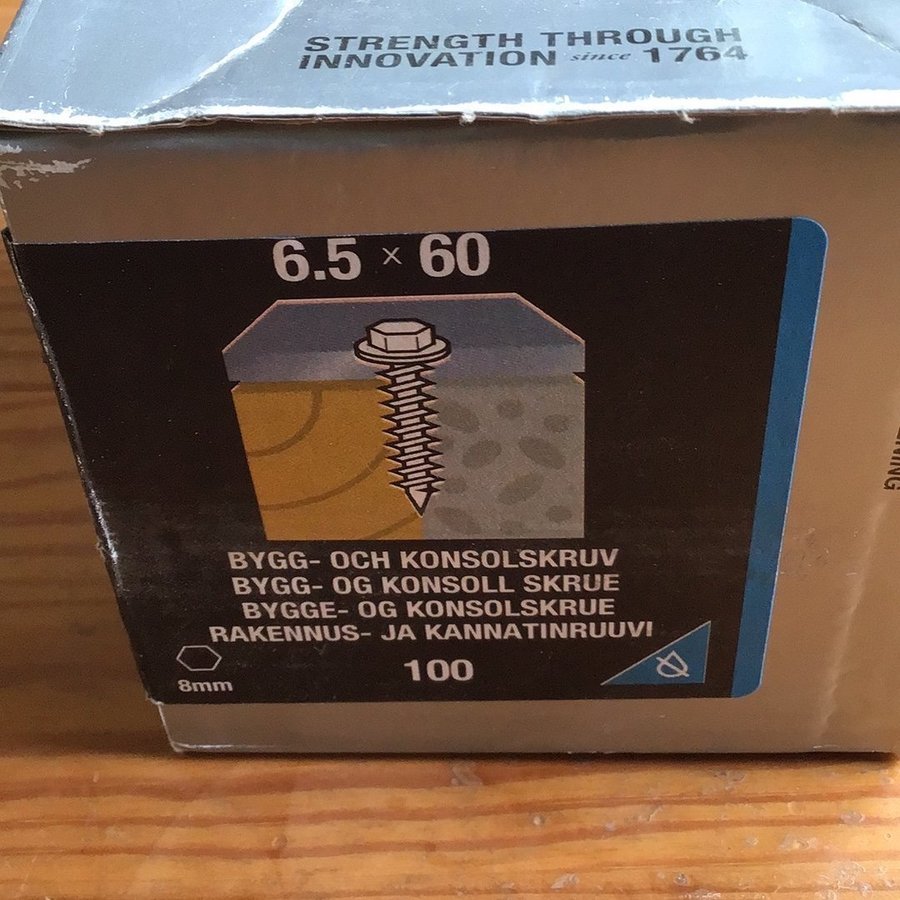 STRENGTH THROUGH
INNOVATION since 1764
6.5 × 60
BYGG- OCH KONSOLSKRUV
BYGG- OG KONSOLL SKRUE
BYGGE- OG KONSOLSKRUE
RAKENNUS- JA KANNATINRUUVI
100
8mm